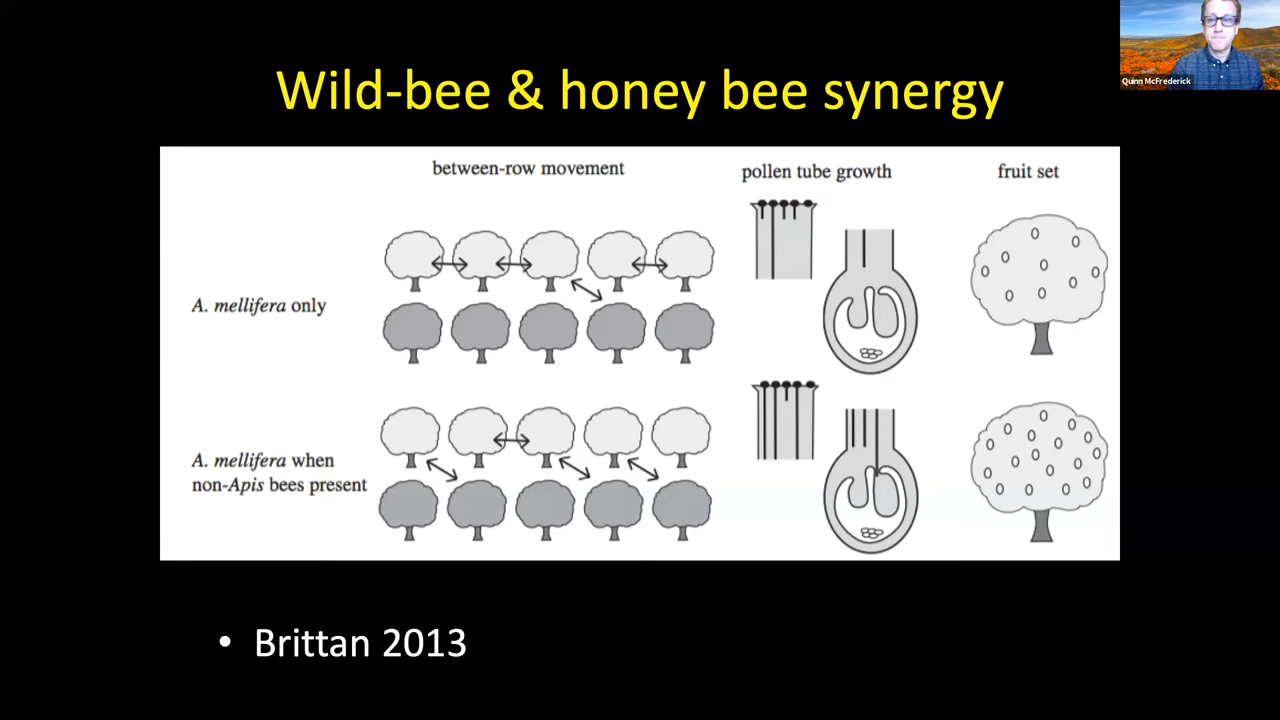 Wild-bee & honey bee synergy
Quinn McFrederick
between-row movement
pollen tube growth
fruit set
A. mellifera only
A. mellifera when
non-Apis bees present
• Brittan 2013